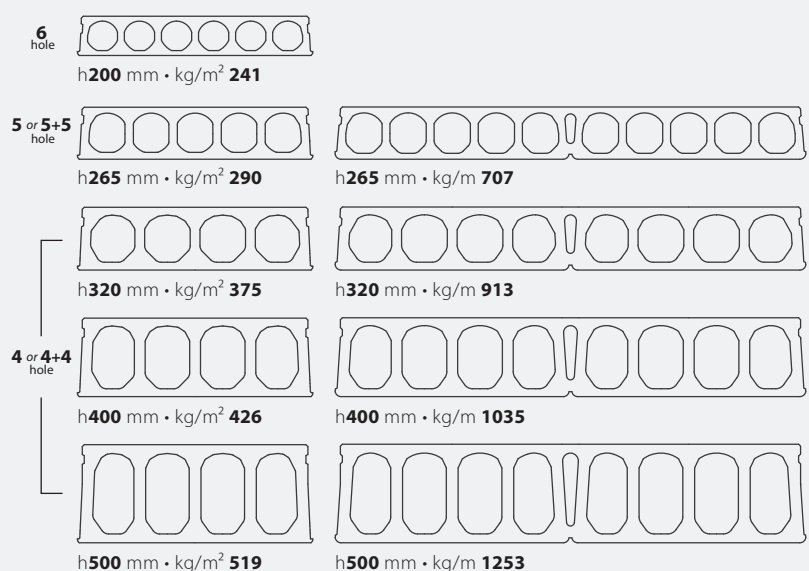 6
hole
h200 mm • kg/m² 241
5 or 5+5
hole
h265 mm • kg/m² 290
h265 mm • kg/m 707
h320 mm • kg/m² 375
h320 mm • kg/m 913
4 or 4+4
hole
h400 mm • kg/m² 426
h400 mm • kg/m 1035
h500 mm • kg/m² 519
h500 mm • kg/m 1253